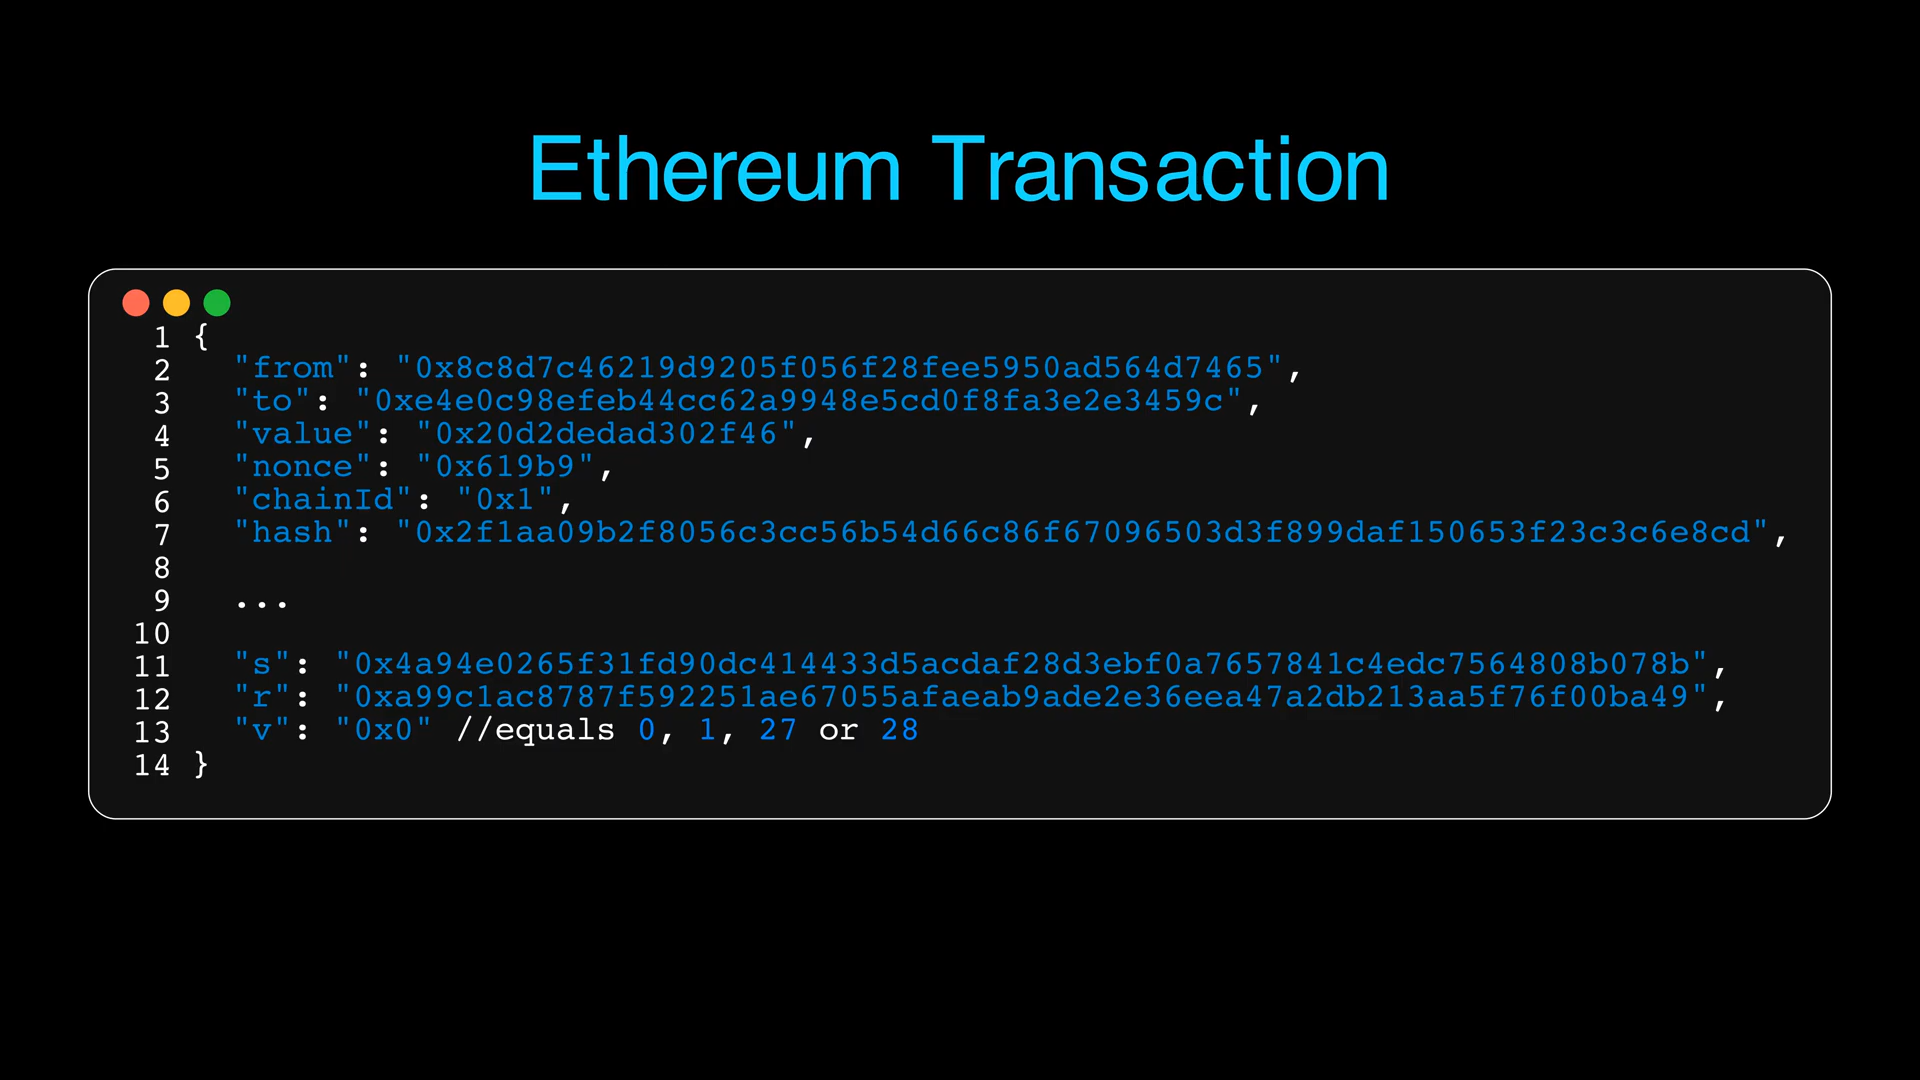 Ethereum Transaction
1 {
2 "from": "0x8c8d7c46219d9205f056f28fee5950ad564d7465",
3 "to": "0xe4e0c98efeb44cc62a9948e5cd0f8fa3e2e3459c",
4 "value": "0x20d2dedad302f46",
5 "nonce": "0x619b9",
6 "chainId": "0x1",
7 "hash": "0x2f1aa09b2f8056c3cc56b54d66c86f67096503d3f899daf150653f23c3c6e8cd",
8
9 ...
10
11 "s": "0x4a94e0265f31fd90dc414433d5acdaf28d3ebf0a7657841c4edc7564808b078b",
12 "r": "0xa99c1ac8787f592251ae67055afaeab9ade2e36eea47a2db213aa5f76f00ba49",
13 "v": "0x0" //equals 0, 1, 27 or 28
14 }